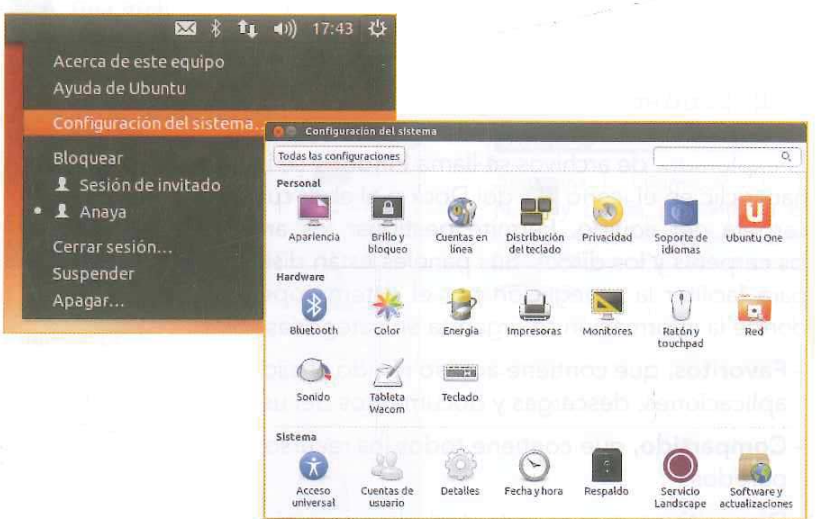 17:43
Acerca de este equipo
Ayuda de Ubuntu
Configuración del sistema...
Bloquear
Sesión de invitado
Anaya
Cerrar sesión...
Suspender
Apagar...
Configuración del sistema
Todas las configuraciones
Personal
Apariencia
Brillo y bloqueo
Cuentas en línea
Distribución del teclado
Privacidad
Soporte de idiomas
Ubuntu One
Hardware
Bluetooth
Color
Energía
Impresoras
Monitores
Ratón y touchpad
Red
Sonido
Tableta Wacom
Teclado
Sistema
Acceso universal
Cuentas de usuario
Detalles
Fecha y hora
Respaldo
Servicio Landscape
Software y actualizaciones